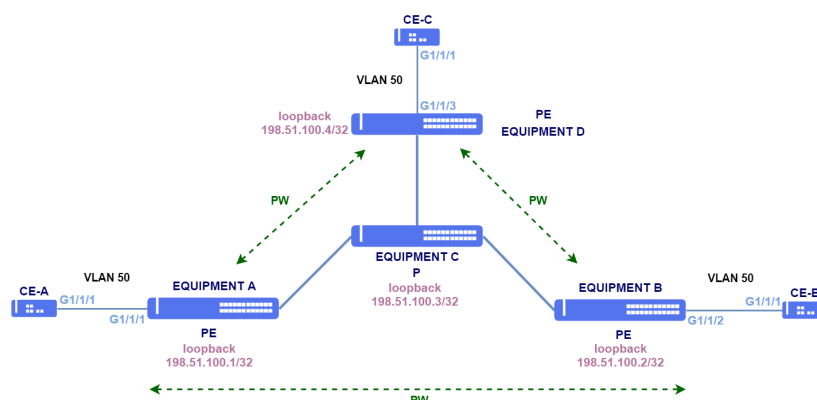 CE-C
G1/1/1
VLAN 50
G1/1/3
loopback
198.51.100.4/32
PE
EQUIPMENT D
PW
PW
EQUIPMENT C
P
loopback
198.51.100.3/32
VLAN 50
CE-A
G1/1/1
G1/1/1
EQUIPMENT A
PE
loopback
198.51.100.1/32
EQUIPMENT B
PE
loopback
198.51.100.2/32
VLAN 50
G1/1/2
G1/1/1
PW